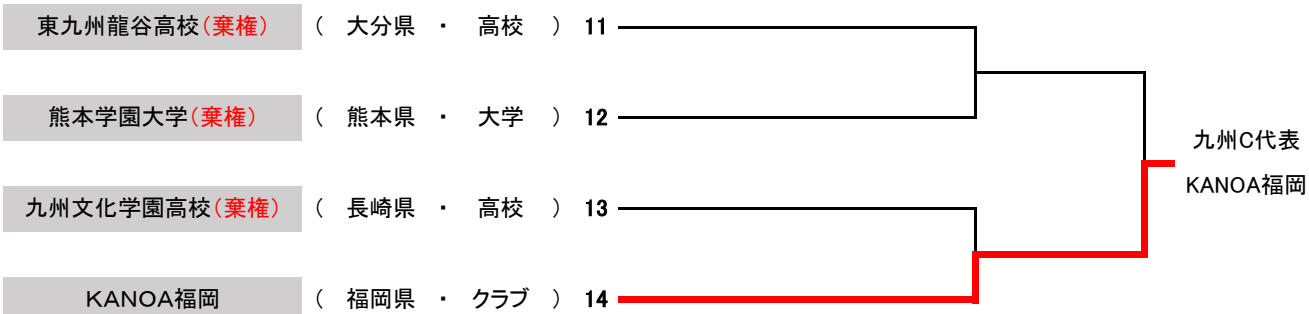 東九州龍谷高校(棄権) （ 大分県 ・ 高校 ） 11
熊本学園大学(棄権) （ 熊本県 ・ 大学 ） 12
九州C代表
KANOA福岡
九州文化学園高校(棄権) （ 長崎県 ・ 高校 ） 13
KANOA福岡 （ 福岡県 ・ クラブ ） 14